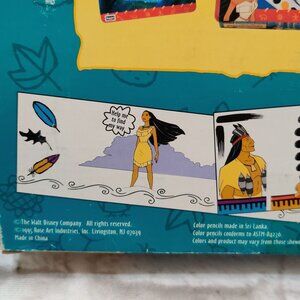 Help me
to find
my way
©The Walt Disney Company. All rights reserved.
©1995 Rose Art Industries, Inc. Livingston, NJ 07039
Made in China
Color pencils made in Sri Lanka.
Color pencils conforms to ASTM-D4236.
Colors and product may vary from those shown